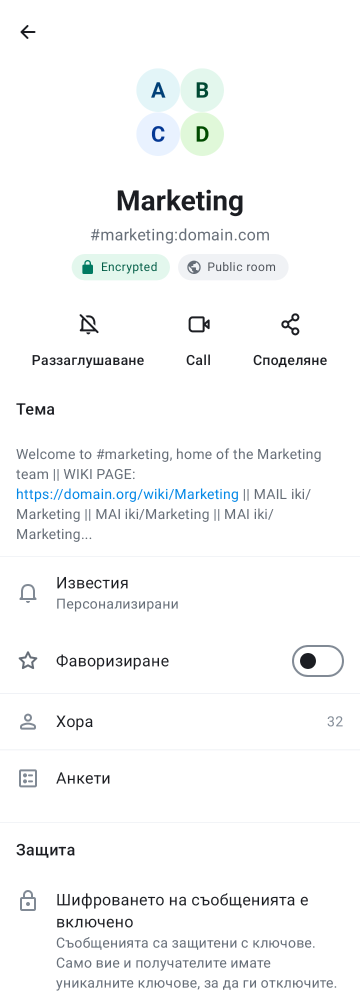 A B
C D
Marketing
#marketing:domain.com
Encrypted Public room
Раззаглушаване Call Споделяне
Тема
Welcome to #marketing, home of the Marketing
team || WIKI PAGE:
https://domain.org/wiki/Marketing || MAIL iki/
Marketing || MAI iki/Marketing || MAI iki/
Marketing...
Известия
Персонализирани
Фаворизиране
Хора 32
Анкети
Защита
Шифроването на съобщенията е
включено
Съобщенията са защитени с ключове.
Само вие и получателите имате
уникалните ключове, за да ги отключите.